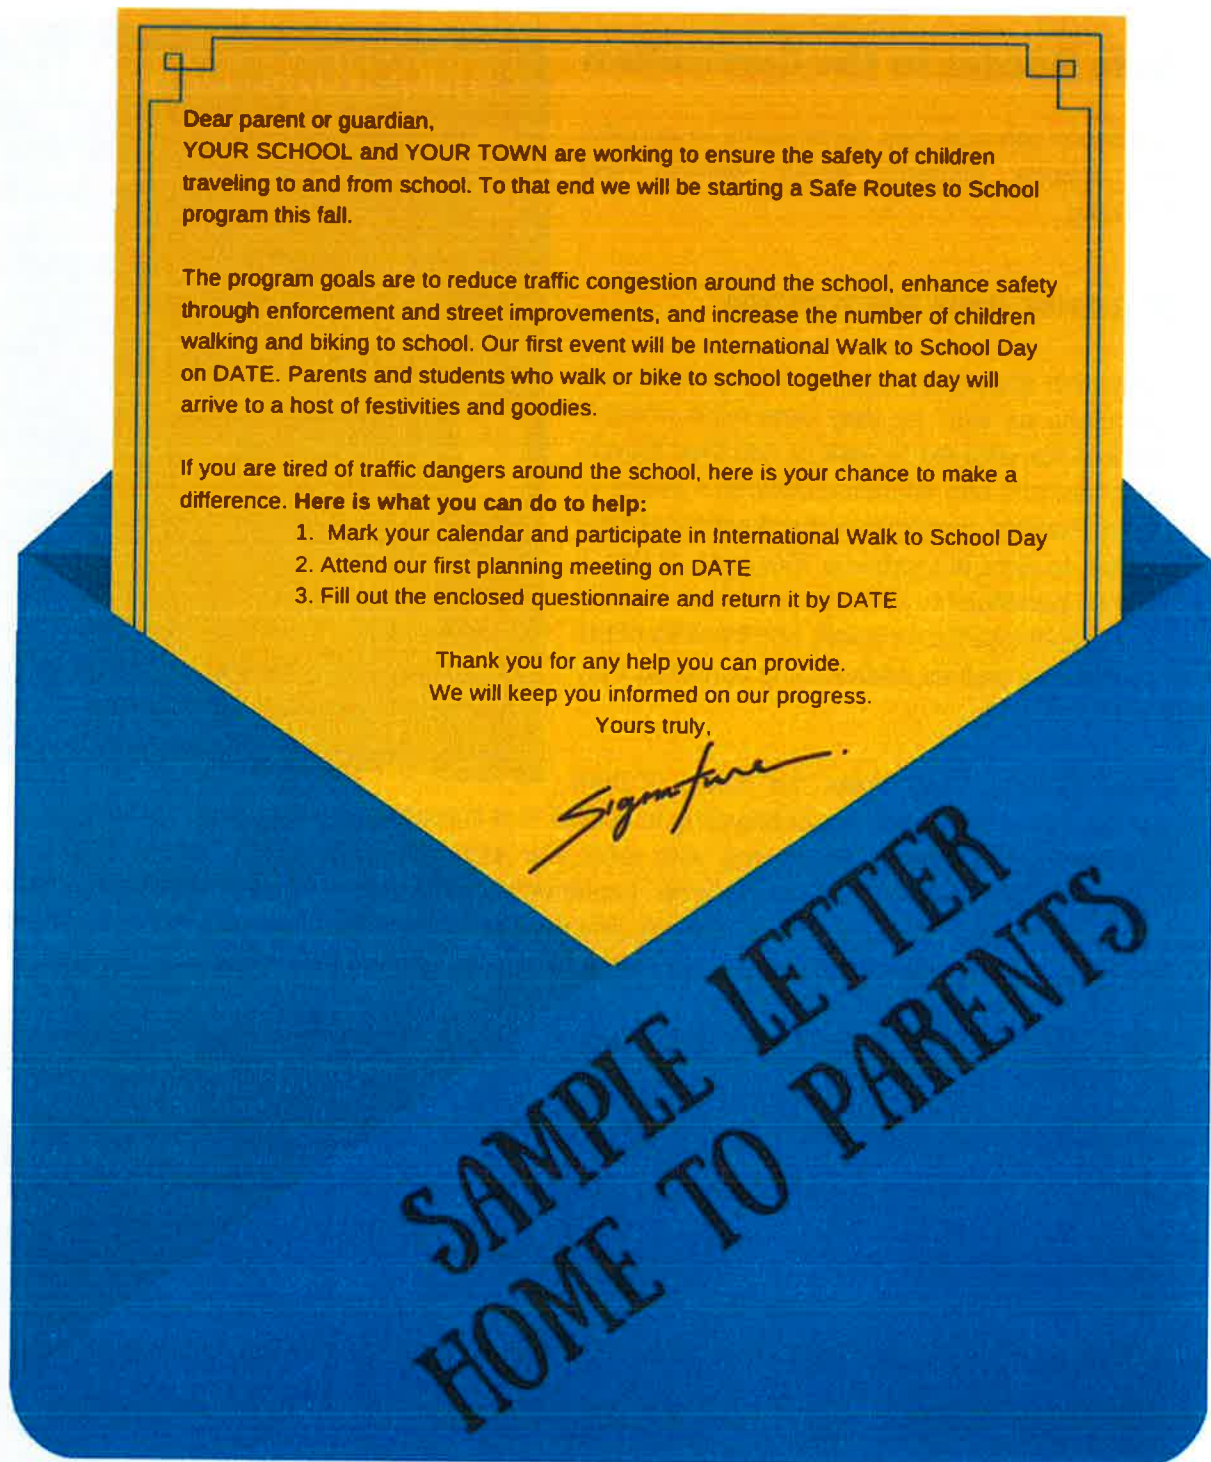 Dear parent or guardian,
YOUR SCHOOL and YOUR TOWN are working to ensure the safety of children
traveling to and from school. To that end we will be starting a Safe Routes to School
program this fall.
The program goals are to reduce traffic congestion around the school, enhance safety
through enforcement and street improvements, and increase the number of children
walking and biking to school. Our first event will be International Walk to School Day
on DATE. Parents and students who walk or bike to school together that day will
arrive to a host of festivities and goodies.
If you are tired of traffic dangers around the school, here is your chance to make a
difference. Here is what you can do to help:
1. Mark your calendar and participate in International Walk to School Day
2. Attend our first planning meeting on DATE
3. Fill out the enclosed questionnaire and return it by DATE
Thank you for any help you can provide.
We will keep you informed on our progress.
Yours truly,
Signature
SAMPLE LETTER
HOME TO PARENTS